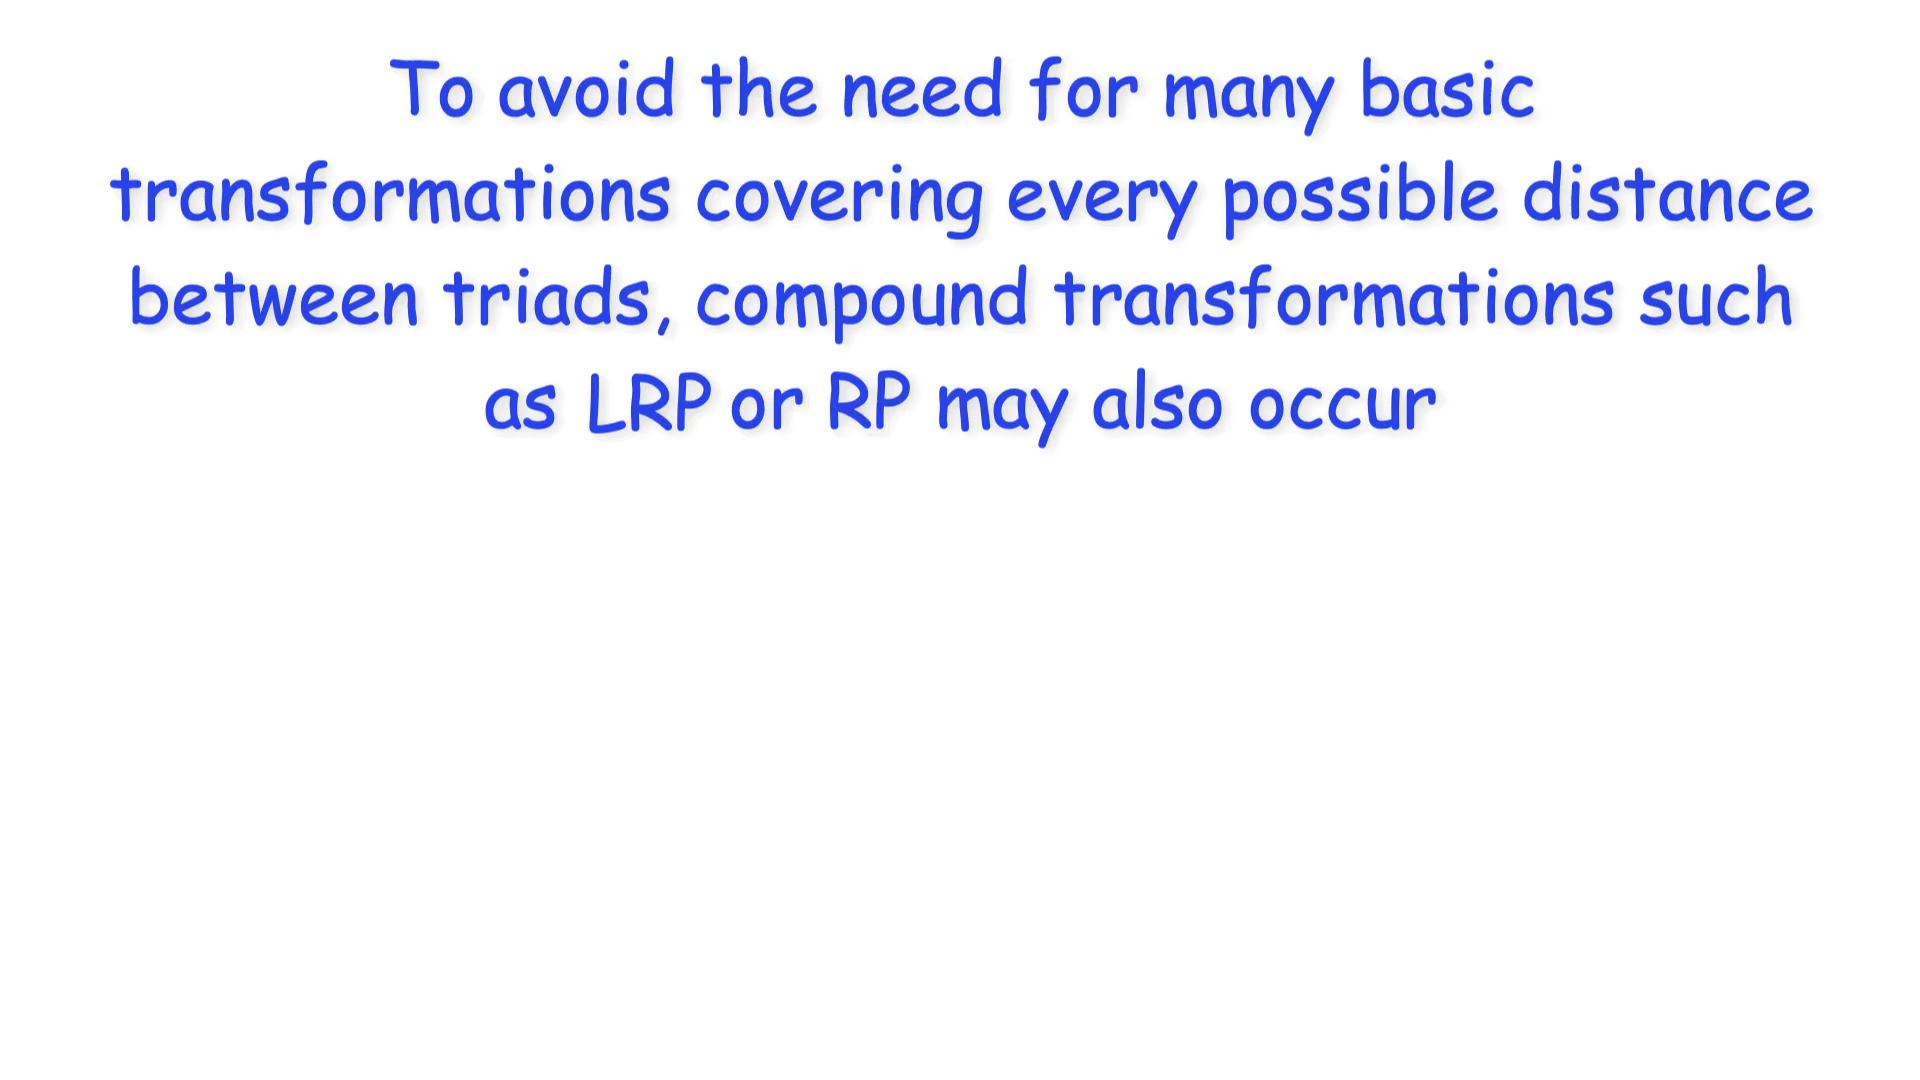 To avoid the need for many basic
transformations covering every possible distance
between triads, compound transformations such
as LRP or RP may also occur